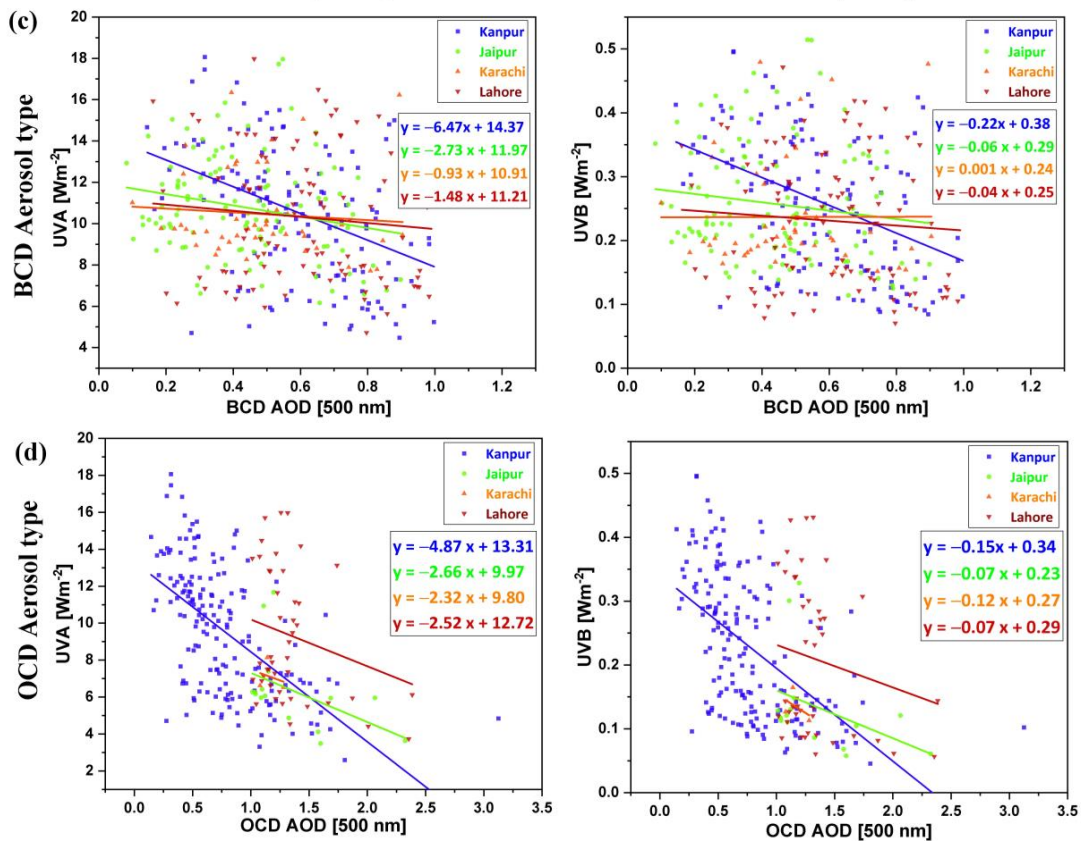 (c)
BCD Aerosol type
20
18
16
14
12
10
8
6
4
UVA [Wm⁻²]
0.0 0.2 0.4 0.6 0.8 1.0 1.2
BCD AOD [500 nm]
Kanpur
Jaipur
Karachi
Lahore
y = −6.47x + 14.37
y = −2.73 x + 11.97
y = −0.93 x + 10.91
y = −1.48 x + 11.21
0.5
0.4
0.3
0.2
0.1
0.0
UVB [Wm⁻²]
0.0 0.2 0.4 0.6 0.8 1.0 1.2
BCD AOD [500 nm]
Kanpur
Jaipur
Karachi
Lahore
y = −0.22x + 0.38
y = −0.06 x + 0.29
y = 0.001 x + 0.24
y = −0.04 x + 0.25
(d)
OCD Aerosol type
20
18
16
14
12
10
8
6
4
2
UVA [Wm⁻²]
0.0 0.5 1.0 1.5 2.0 2.5 3.0 3.5
OCD AOD [500 nm]
Kanpur
Jaipur
Karachi
Lahore
y = −4.87 x + 13.31
y = −2.66 x + 9.97
y = −2.32 x + 9.80
y = −2.52 x + 12.72
0.5
0.4
0.3
0.2
0.1
0.0
UVB [Wm⁻²]
0.0 0.5 1.0 1.5 2.0 2.5 3.0 3.5
OCD AOD [500 nm]
Kanpur
Jaipur
Karachi
Lahore
y = −0.15x + 0.34
y = −0.07 x + 0.23
y = −0.12 x + 0.27
y = −0.07 x + 0.29